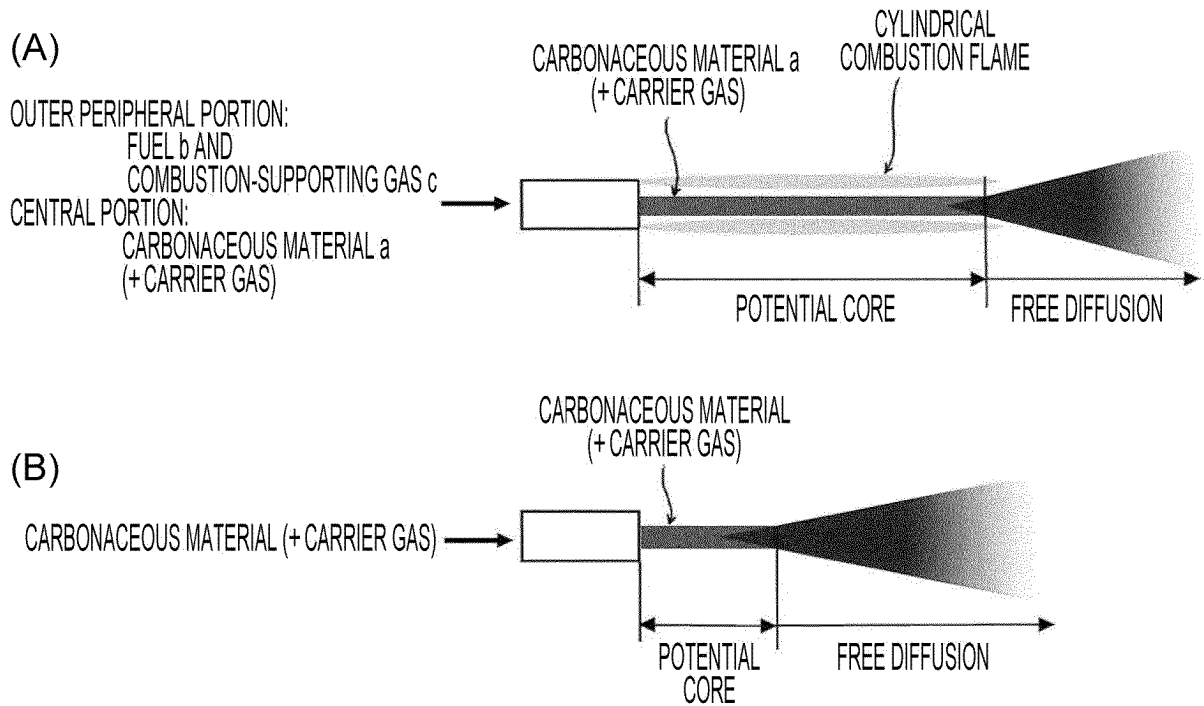 (A)
OUTER PERIPHERAL PORTION:
FUEL b AND
COMBUSTION-SUPPORTING GAS c
CENTRAL PORTION:
CARBONACEOUS MATERIAL a
(+ CARRIER GAS)
CARBONACEOUS MATERIAL a
(+ CARRIER GAS)
CYLINDRICAL
COMBUSTION FLAME
POTENTIAL CORE
FREE DIFFUSION
(B)
CARBONACEOUS MATERIAL (+ CARRIER GAS)
CARBONACEOUS MATERIAL
(+ CARRIER GAS)
POTENTIAL
CORE
FREE DIFFUSION